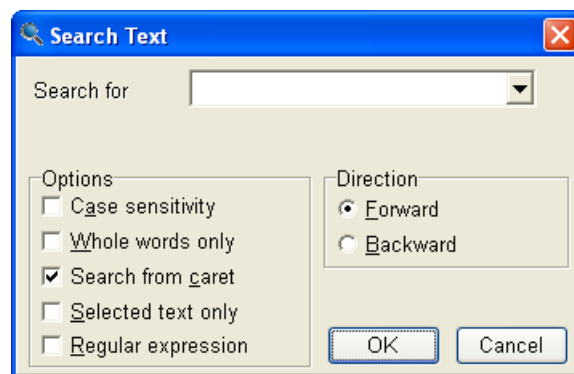 Search Text
Search for
Options
Case sensitivity
Whole words only
Search from caret
Selected text only
Regular expression
Direction
Forward
Backward
OK
Cancel